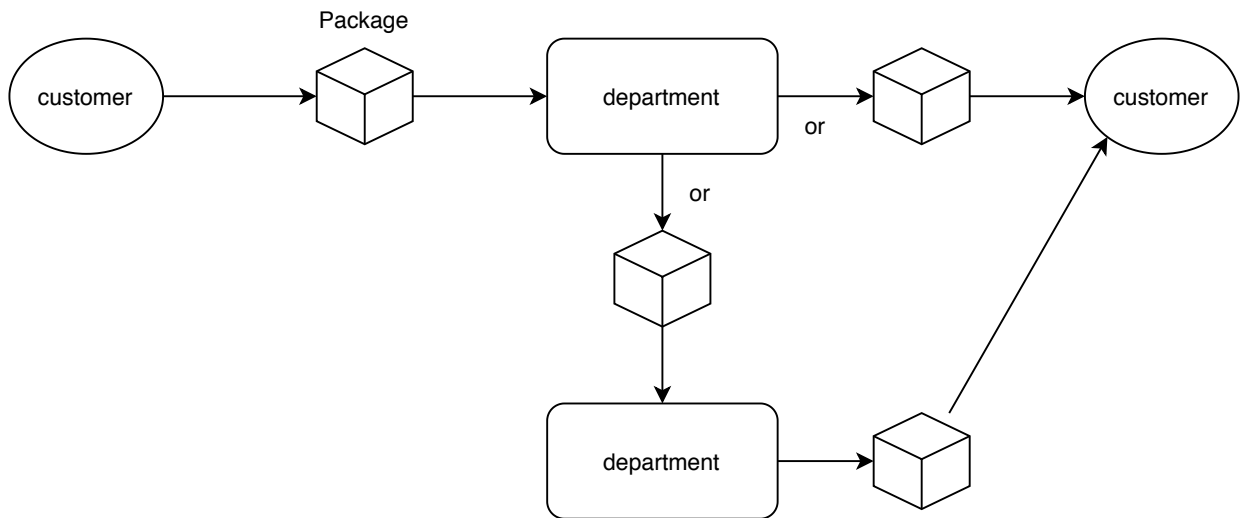 Package
customer
department
or
customer
or
department